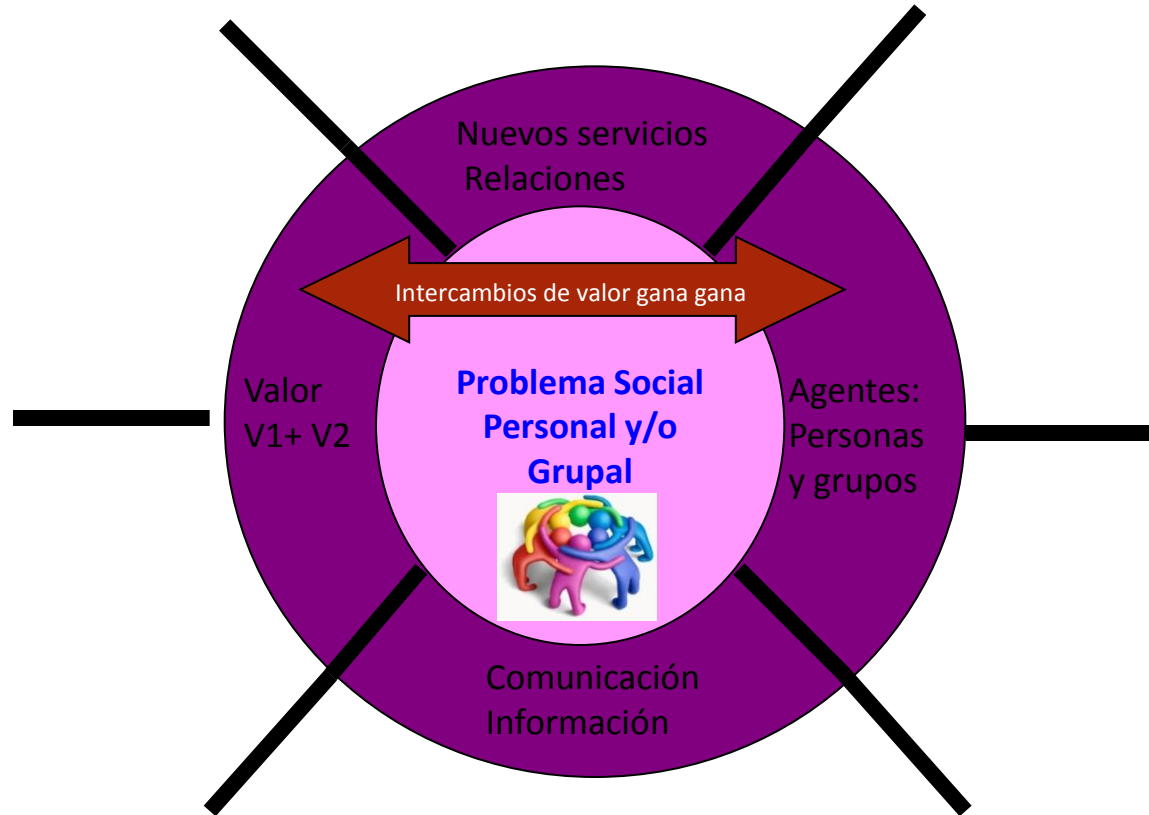 Nuevos servicios
Relaciones
Intercambios de valor gana gana
Valor
V1+ V2
Problema Social
Personal y/o
Grupal
Agentes:
Personas
y grupos
Comunicación
Información